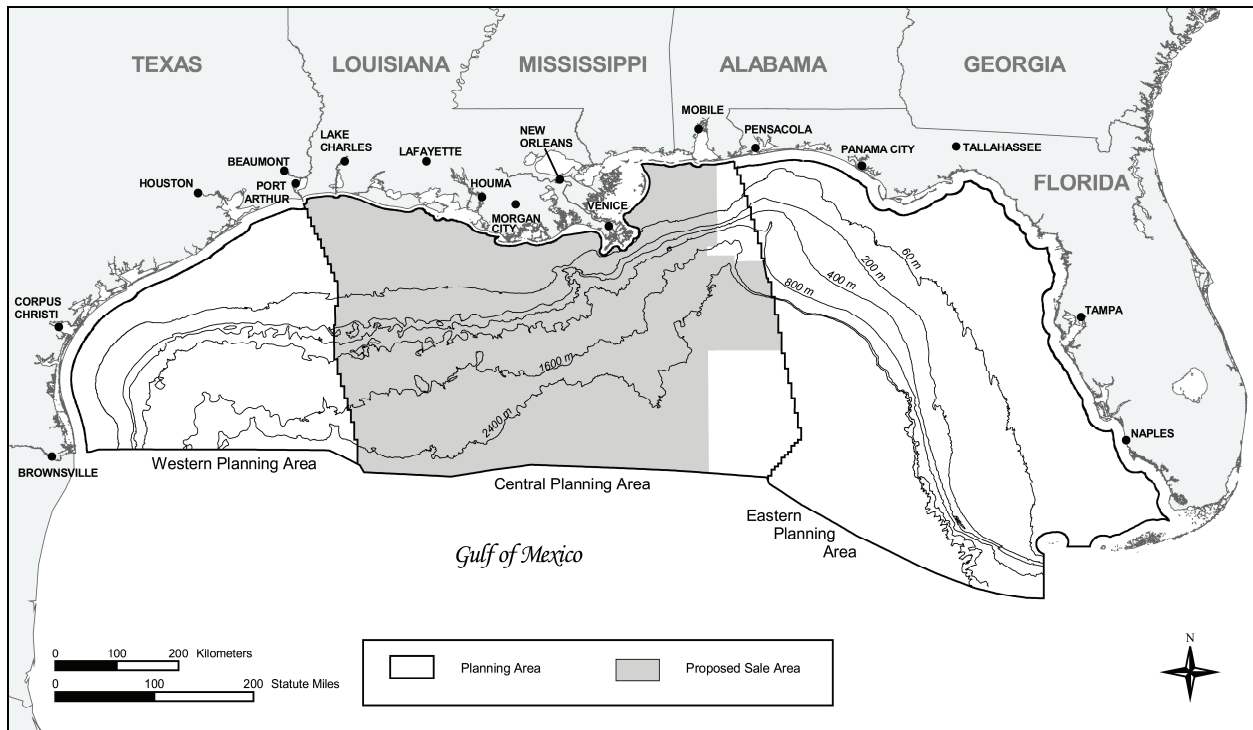 TEXAS
LOUISIANA
MISSISSIPPI
ALABAMA
GEORGIA
MOBILE
PENSACOLA
PANAMA CITY
TALLAHASSEE
FLORIDA
LAKE
CHARLES
LAFAYETTE
NEW
ORLEANS
BEAUMONT
HOUSTON
PORT
ARTHUR
HOUMA
MORGAN
CITY
VENICE
60 m
200 m
400 m
800 m
CORPUS
CHRISTI
TAMPA
1600 m
2400 m
NAPLES
BROWNSVILLE
Western Planning Area
Central Planning Area
Eastern
Planning
Area
Gulf of Mexico
0 100 200 Kilometers
0 100 200 Statute Miles
Planning Area
Proposed Sale Area
N